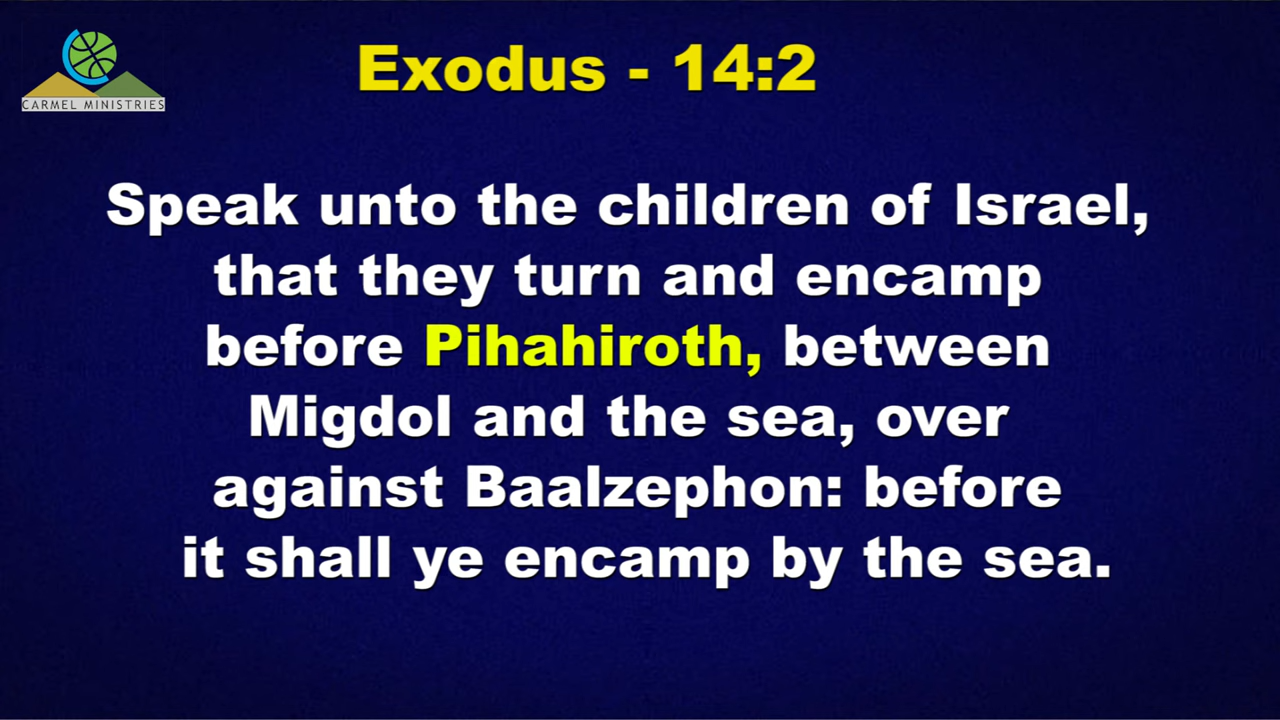 CARMEL MINISTRIES
Exodus - 14:2
Speak unto the children of Israel,
that they turn and encamp
before Pihahiroth, between
Migdol and the sea, over
against Baalzephon: before
it shall ye encamp by the sea.